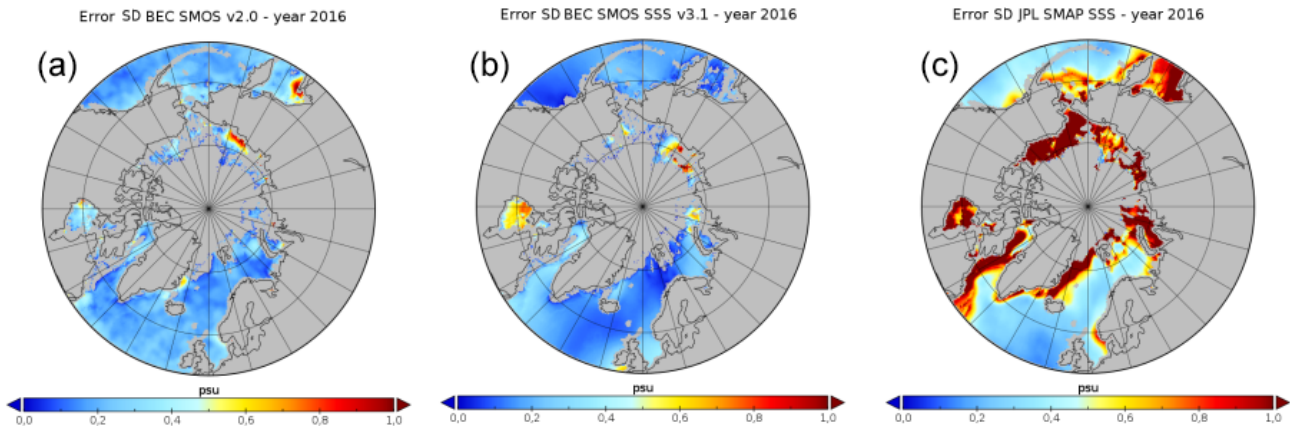 Error SD BEC SMOS v2.0 - year 2016
(a)
psu
0,0 0,2 0,4 0,6 0,8 1,0
Error SD BEC SMOS SSS v3.1 - year 2016
(b)
psu
0,0 0,2 0,4 0,6 0,8 1,0
Error SD JPL SMAP SSS - year 2016
(c)
psu
0,0 0,2 0,4 0,6 0,8 1,0